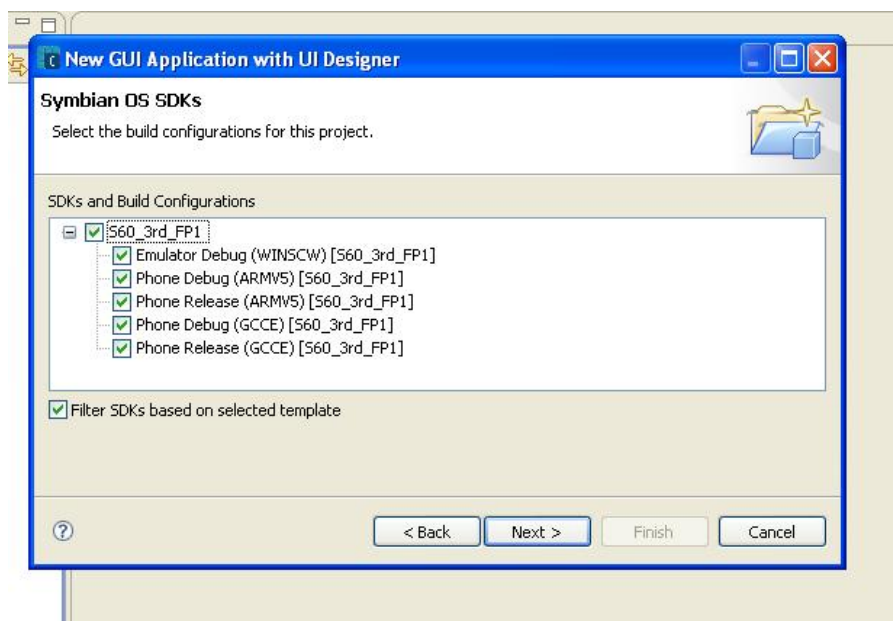 New GUI Application with UI Designer
Symbian OS SDKs
Select the build configurations for this project.
SDKs and Build Configurations
S60_3rd_FP1
Emulator Debug (WINSCW) [S60_3rd_FP1]
Phone Debug (ARMV5) [S60_3rd_FP1]
Phone Release (ARMV5) [S60_3rd_FP1]
Phone Debug (GCCE) [S60_3rd_FP1]
Phone Release (GCCE) [S60_3rd_FP1]
Filter SDKs based on selected template
? < Back Next > Finish Cancel